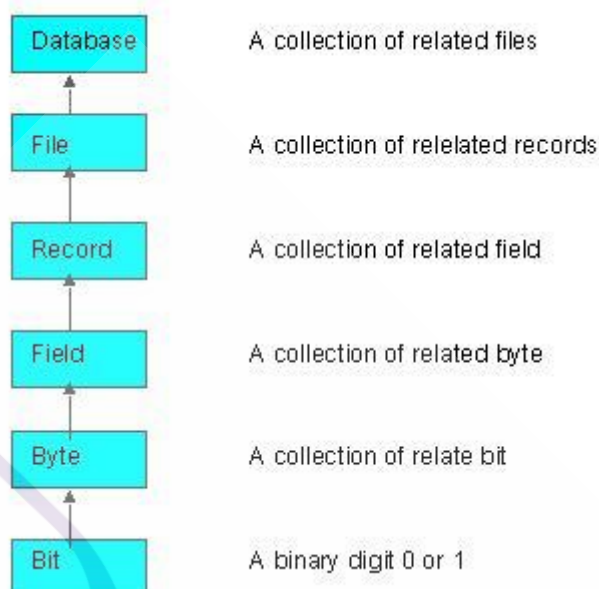 Database A collection of related files
File A collection of relelated records
Record A collection of related field
Field A collection of related byte
Byte A collection of relate bit
Bit A binary digit 0 or 1